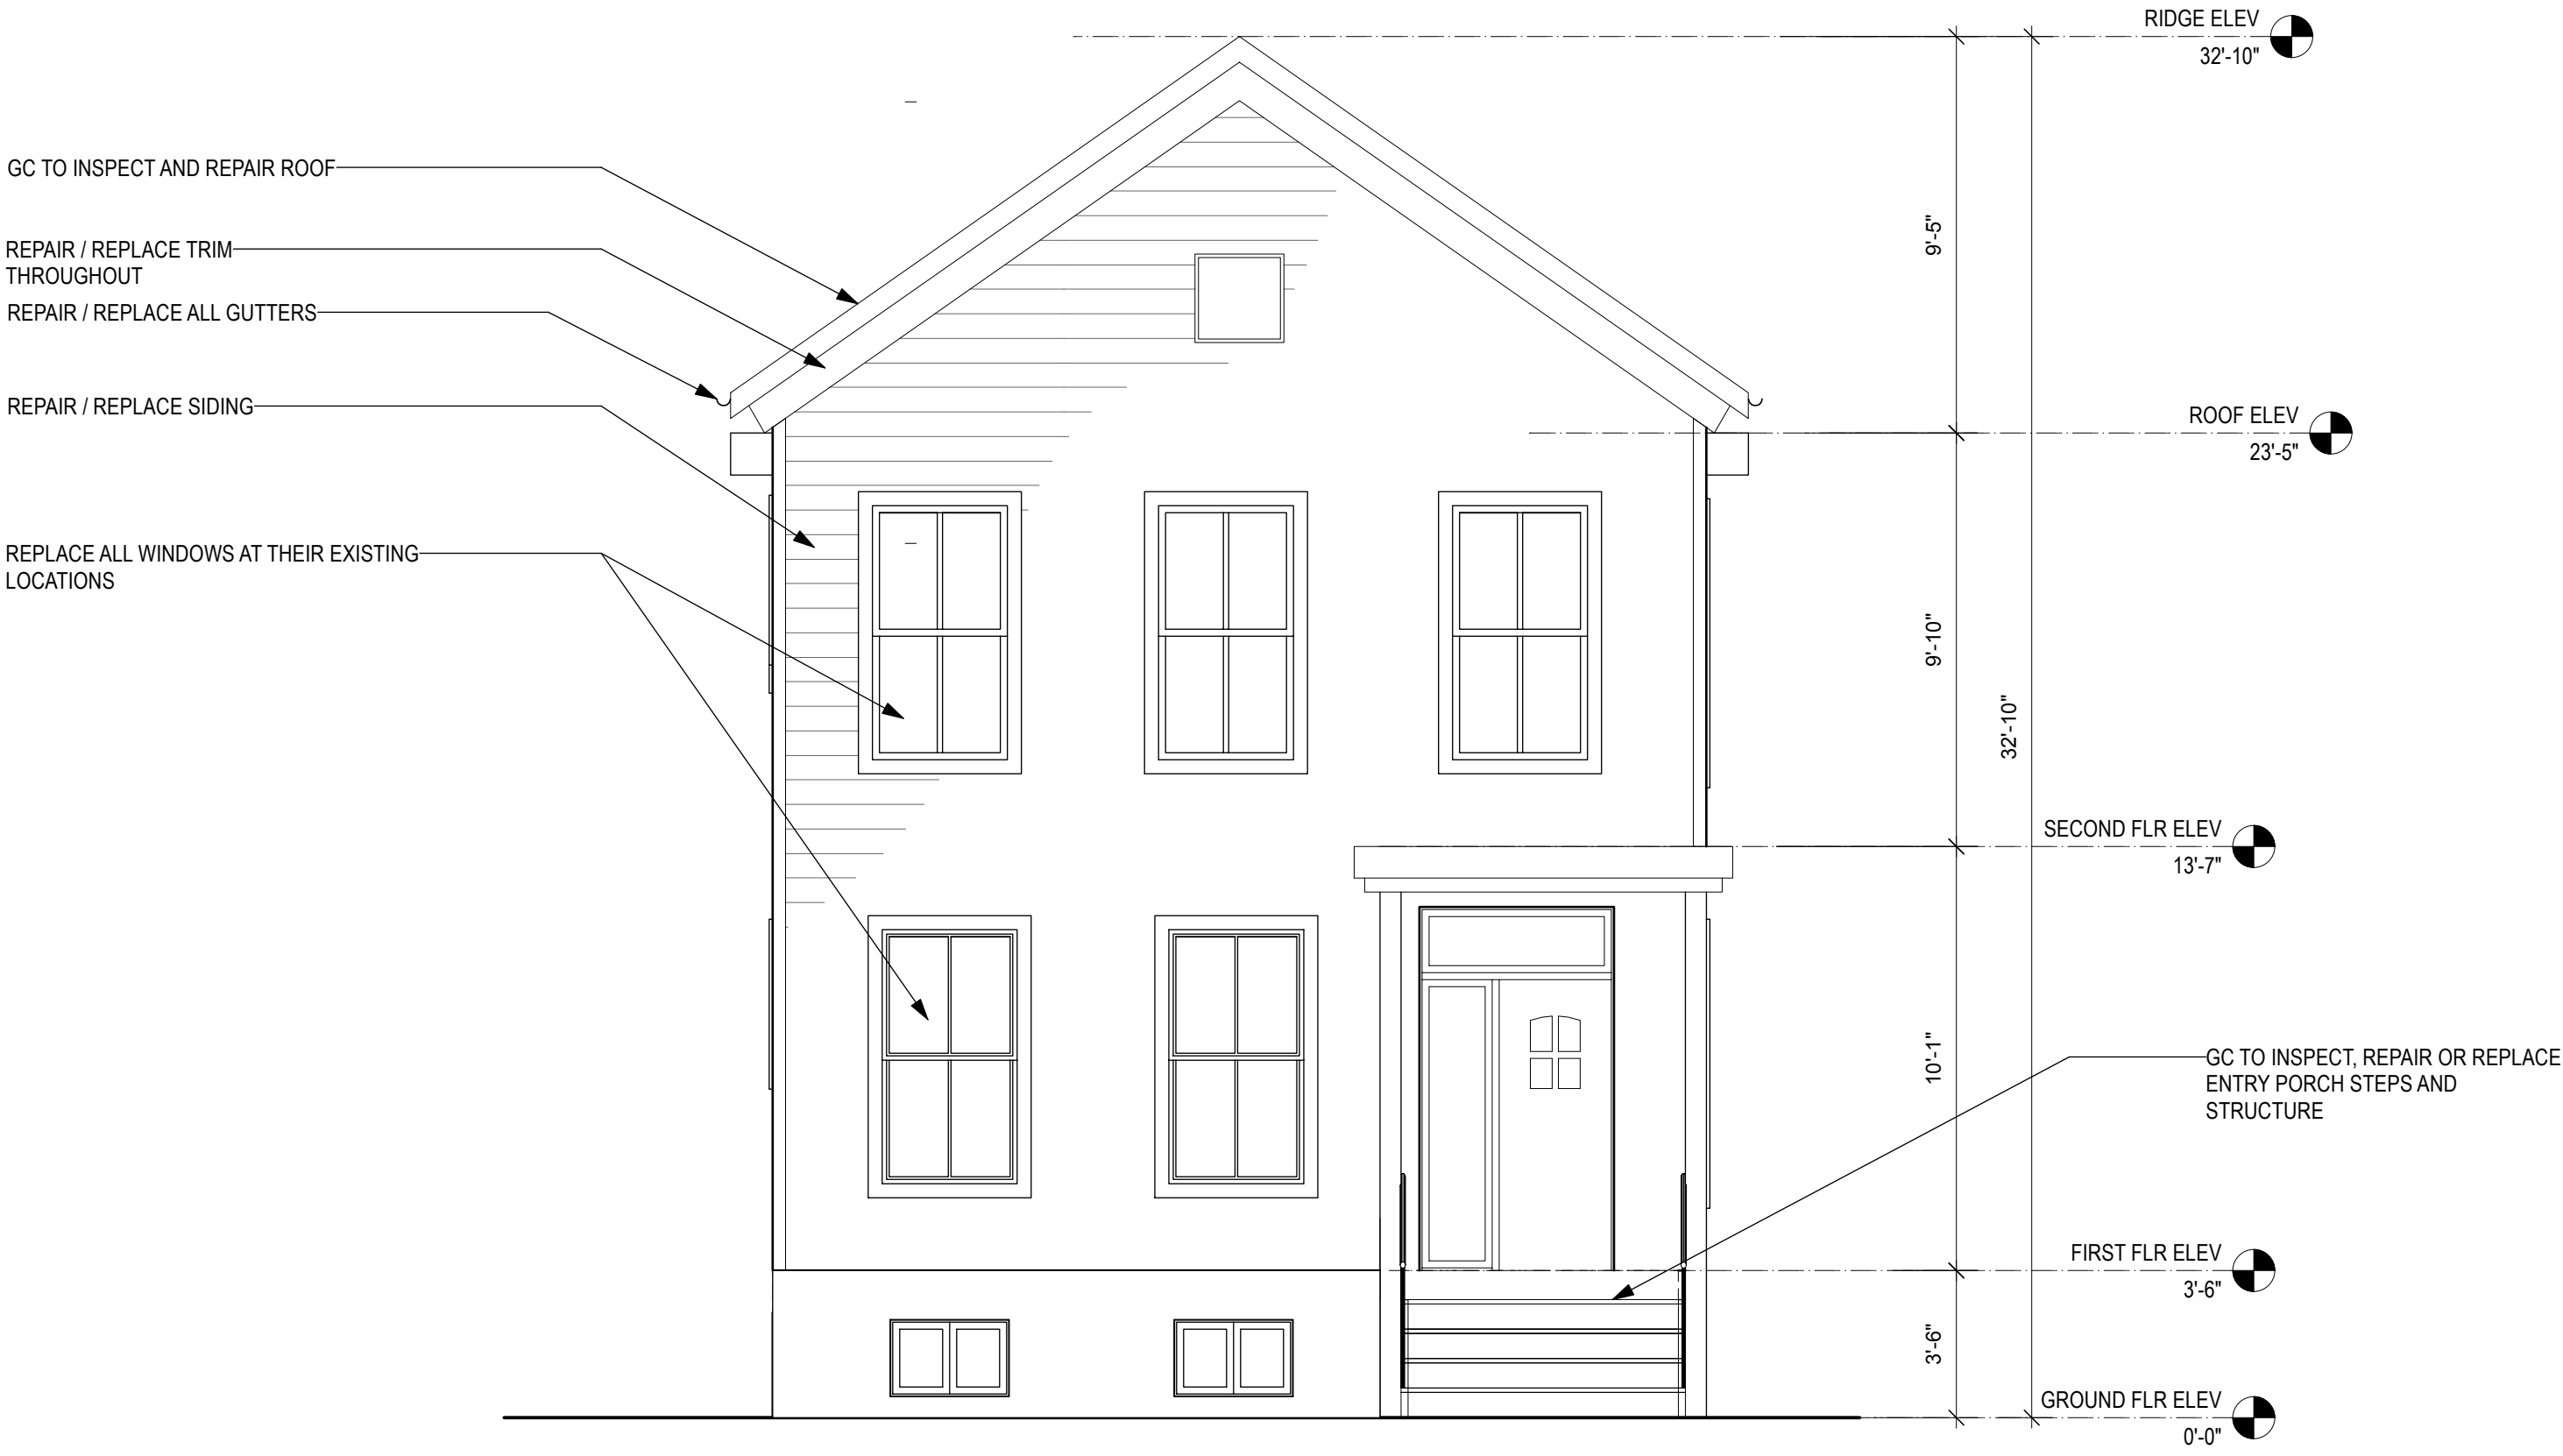 RIDGE ELEV
32'-10"
GC TO INSPECT AND REPAIR ROOF
REPAIR / REPLACE TRIM
THROUGHOUT
9'-5"
REPAIR / REPLACE ALL GUTTERS
REPAIR / REPLACE SIDING
ROOF ELEV
23'-5"
REPLACE ALL WINDOWS AT THEIR EXISTING
LOCATIONS
9'-10"
32'-10"
SECOND FLR ELEV
13'-7"
10'-1"
GC TO INSPECT, REPAIR OR REPLACE
ENTRY PORCH STEPS AND
STRUCTURE
FIRST FLR ELEV
3'-6"
3'-6"
GROUND FLR ELEV
0'-0"